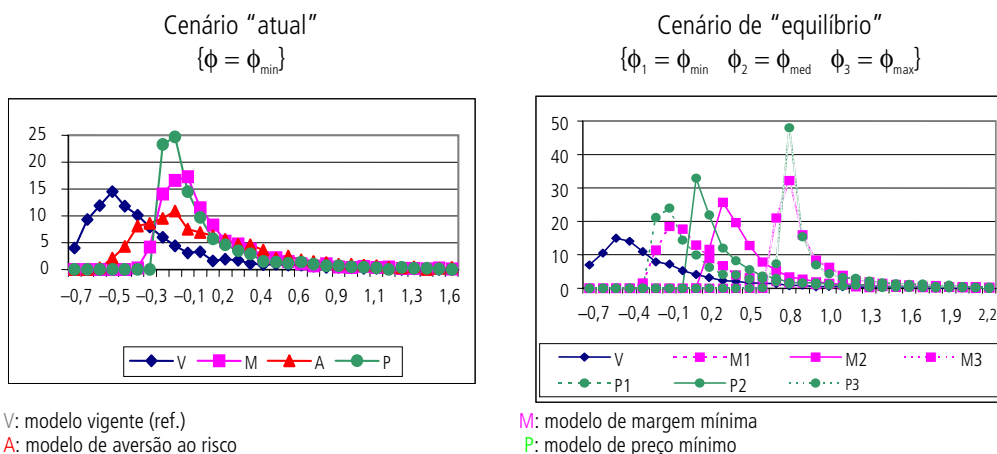 Cenário “atual”
{ϕ = ϕmin}
25
20
15
10
5
0
–0,7 –0,5 –0,3 –0,1 0,2 0,4 0,6 0,9 1,1 1,3 1,6
V M A P
V: modelo vigente (ref.)
A: modelo de aversão ao risco
Cenário de “equilíbrio”
{ϕ1 = ϕmin ϕ2 = ϕmed ϕ3 = ϕmax}
50
40
30
20
10
0
–0,7 –0,4 –0,1 0,2 0,5 0,8 1,0 1,3 1,6 1,9 2,2
V M1 M2 M3
P1 P2 P3
M: modelo de margem mínima
P: modelo de preço mínimo